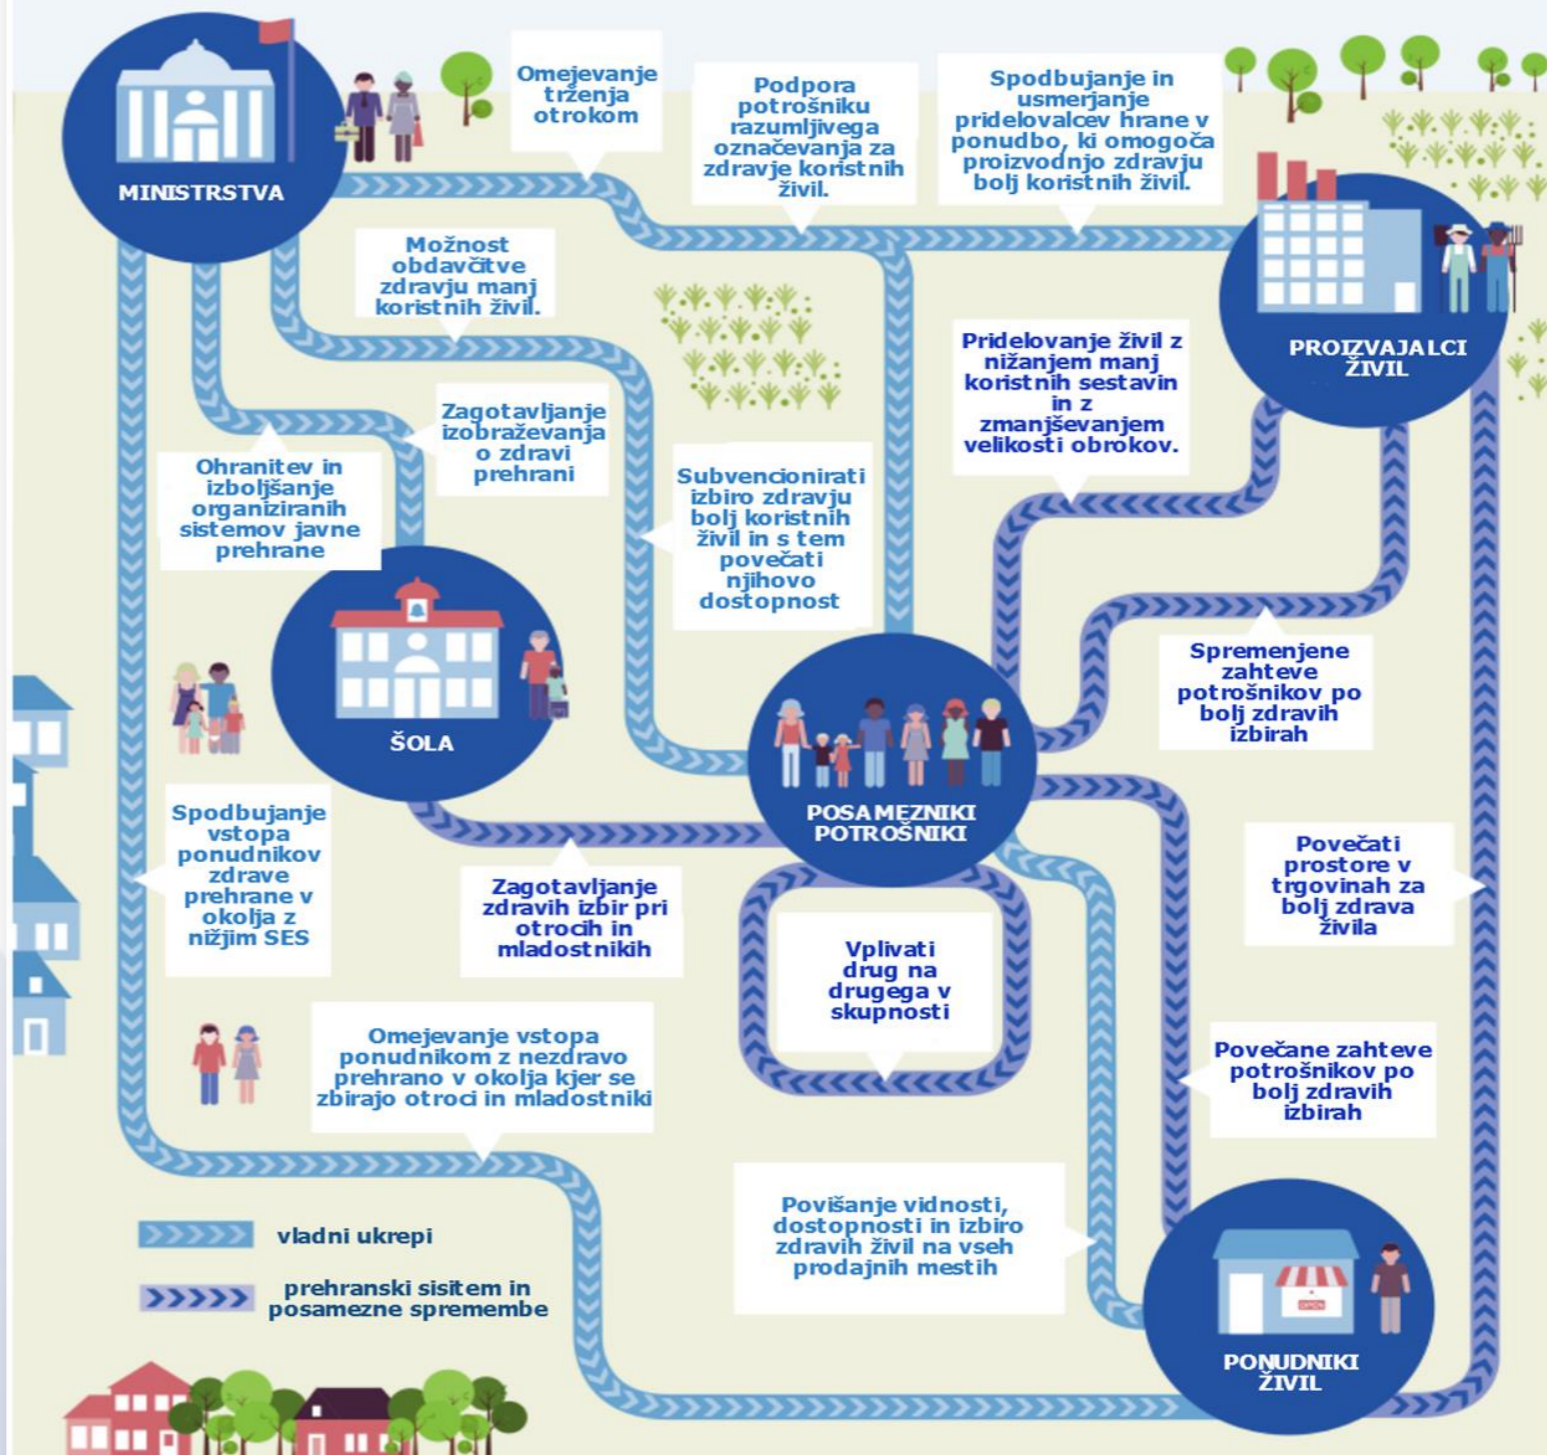 Omejevanje
trženja
otrokom
Podpora
potrošniku
razumljivega
označevanja za
zdravje koristnih
živil.
Spodbujanje in
usmerjanje
pridelovalcev hrane v
ponudbo, ki omogoča
proizvodnjo zdravju
bolj koristnih živil.
MINISTRSTVA
Možnost
obdavčitve
zdravju manj
koristnih živil.
Pridelovanje živil z
nižanjem manj
koristnih sestavin
in z
zmanjševanjem
velikosti obrokov.
PROIZVAJALCI
ŽIVIL
Zagotavljanje
izobraževanja
o zdravi
prehrani
Ohranitev in
izboljšanje
organiziranih
sistemov javne
prehrane
Subvencionirati
izbiro zdravju
bolj koristnih
živil in s tem
povečati
njihovo
dostopnost
Spremenjene
zahteve
potrošnikov po
bolj zdravih
izbirah
ŠOLA
POSAMEZNIKI
POTROŠNIKI
Spodbujanje
vstopa
ponudnikov
zdrave
prehrane v
okolja z
nižjim SES
Zagotavljanje
zdravih izbir pri
otrocih in
mladostnikih
Povečati
prostore v
trgovinah za
bolj zdrava
živila
Vplivati
drug na
drugega v
skupnosti
Omejevanje vstopa
ponudnikom z nezdravo
prehrano v okolja kjer se
zbirajo otroci in mladostniki
Povečane zahteve
potrošnikov po
bolj zdravih
izbirah
Povišanje vidnosti,
dostopnosti in izbiro
zdravih živil na vseh
prodajnih mestih
vladni ukrepi
prehranski sisitem in
posamezne spremembe
OPEN
PONUDNIKI
ŽIVIL